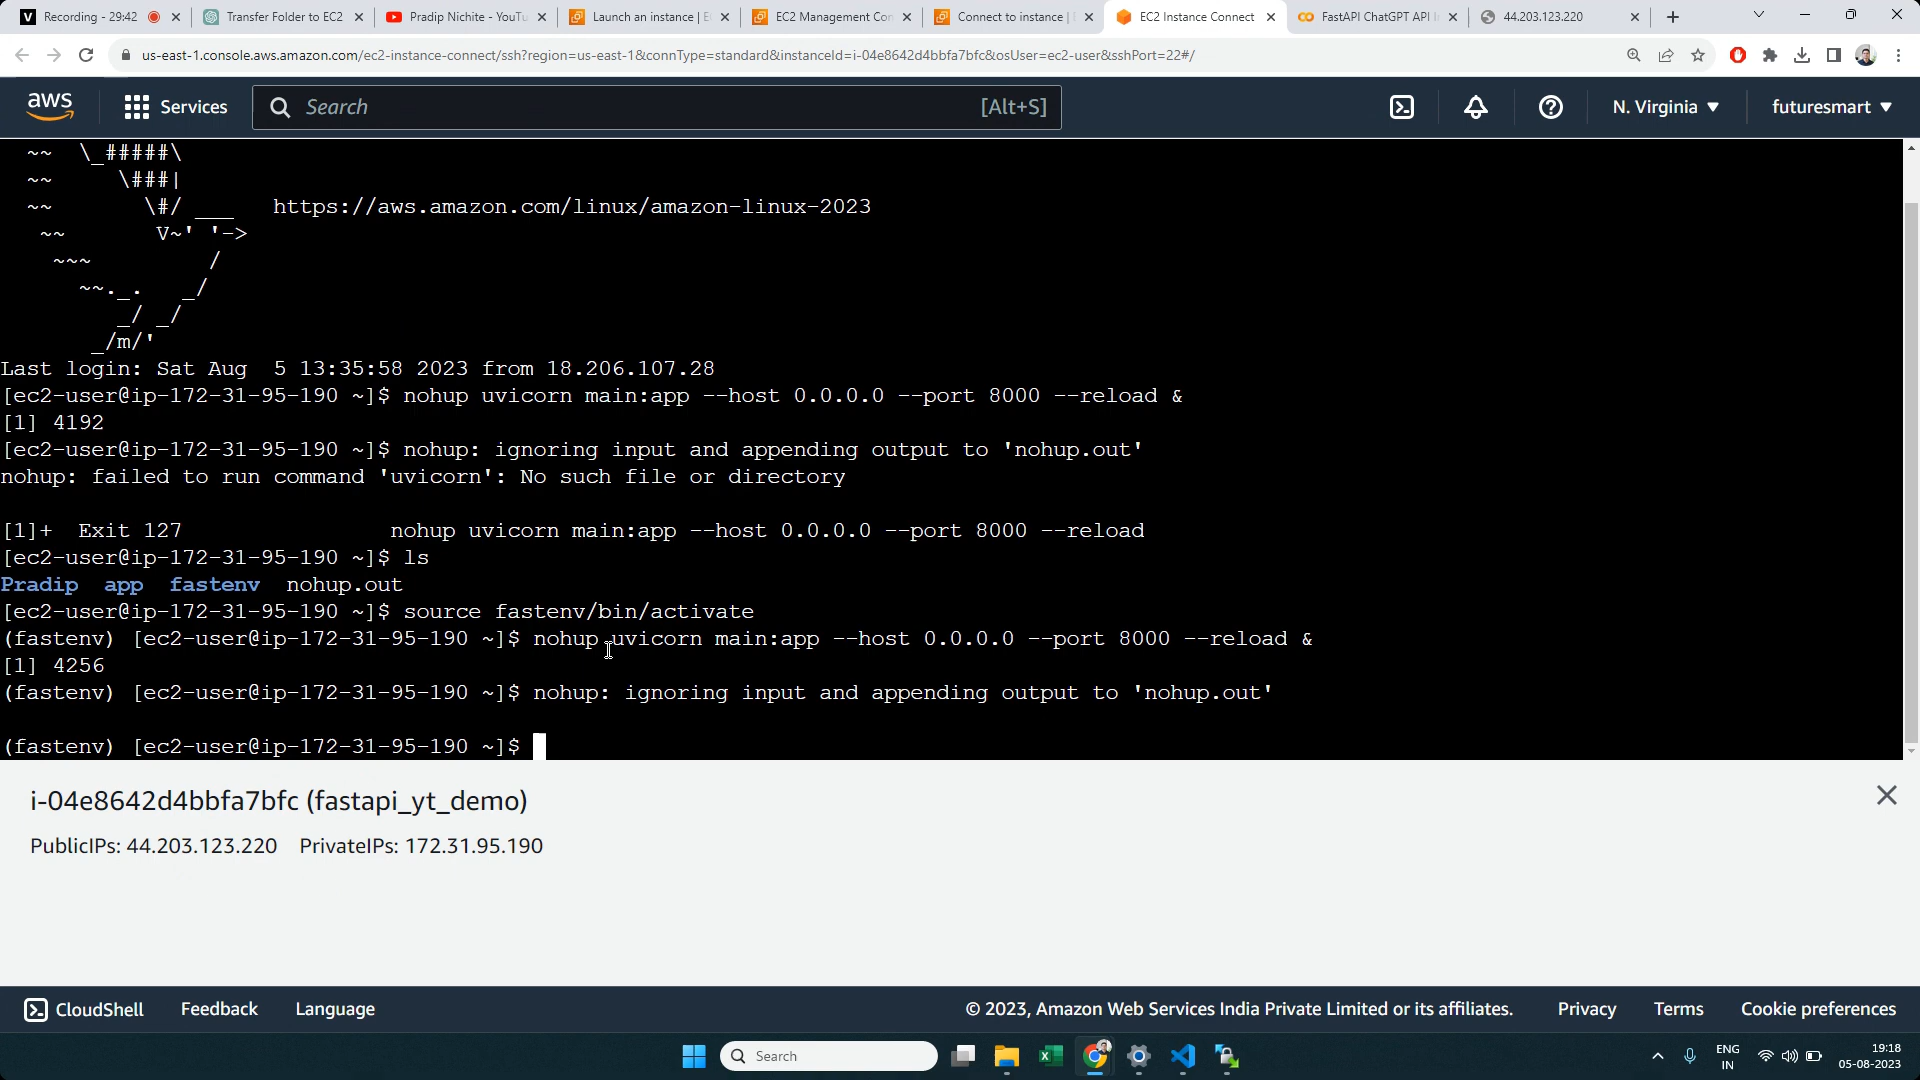 Recording - 29:42
Transfer Folder to EC2
Pradip Nichite - YouTu
Launch an instance | E
EC2 Management Con
Connect to instance |
EC2 Instance Connect
FastAPI ChatGPT API I
44.203.123.220
us-east-1.console.aws.amazon.com/ec2-instance-connect/ssh?region=us-east-1&connType=standard&instanceId=i-04e8642d4bbfa7bfc&osUser=ec2-user&sshPort=22#/
aws
Services
Search
[Alt+S]
N. Virginia
futuresmart
~~  \_#####\
~~     \###|
~~       \#/ ___   https://aws.amazon.com/linux/amazon-linux-2023
~~       V~' '->
~~~         /
~~._.   _/
_/ _/
_/m/'
Last login: Sat Aug  5 13:35:58 2023 from 18.206.107.28
[ec2-user@ip-172-31-95-190 ~]$ nohup uvicorn main:app --host 0.0.0.0 --port 8000 --reload &
[1] 4192
[ec2-user@ip-172-31-95-190 ~]$ nohup: ignoring input and appending output to 'nohup.out'
nohup: failed to run command 'uvicorn': No such file or directory
[1]+  Exit 127                nohup uvicorn main:app --host 0.0.0.0 --port 8000 --reload
[ec2-user@ip-172-31-95-190 ~]$ ls
Pradip  app  fastenv  nohup.out
[ec2-user@ip-172-31-95-190 ~]$ source fastenv/bin/activate
(fastenv) [ec2-user@ip-172-31-95-190 ~]$ nohup uvicorn main:app --host 0.0.0.0 --port 8000 --reload &
[1] 4256
(fastenv) [ec2-user@ip-172-31-95-190 ~]$ nohup: ignoring input and appending output to 'nohup.out'
(fastenv) [ec2-user@ip-172-31-95-190 ~]$
i-04e8642d4bbfa7bfc (fastapi_yt_demo)
PublicIPs: 44.203.123.220   PrivateIPs: 172.31.95.190
CloudShell
Feedback
Language
© 2023, Amazon Web Services India Private Limited or its affiliates.
Privacy
Terms
Cookie preferences
Search
ENG
IN
19:18
05-08-2023